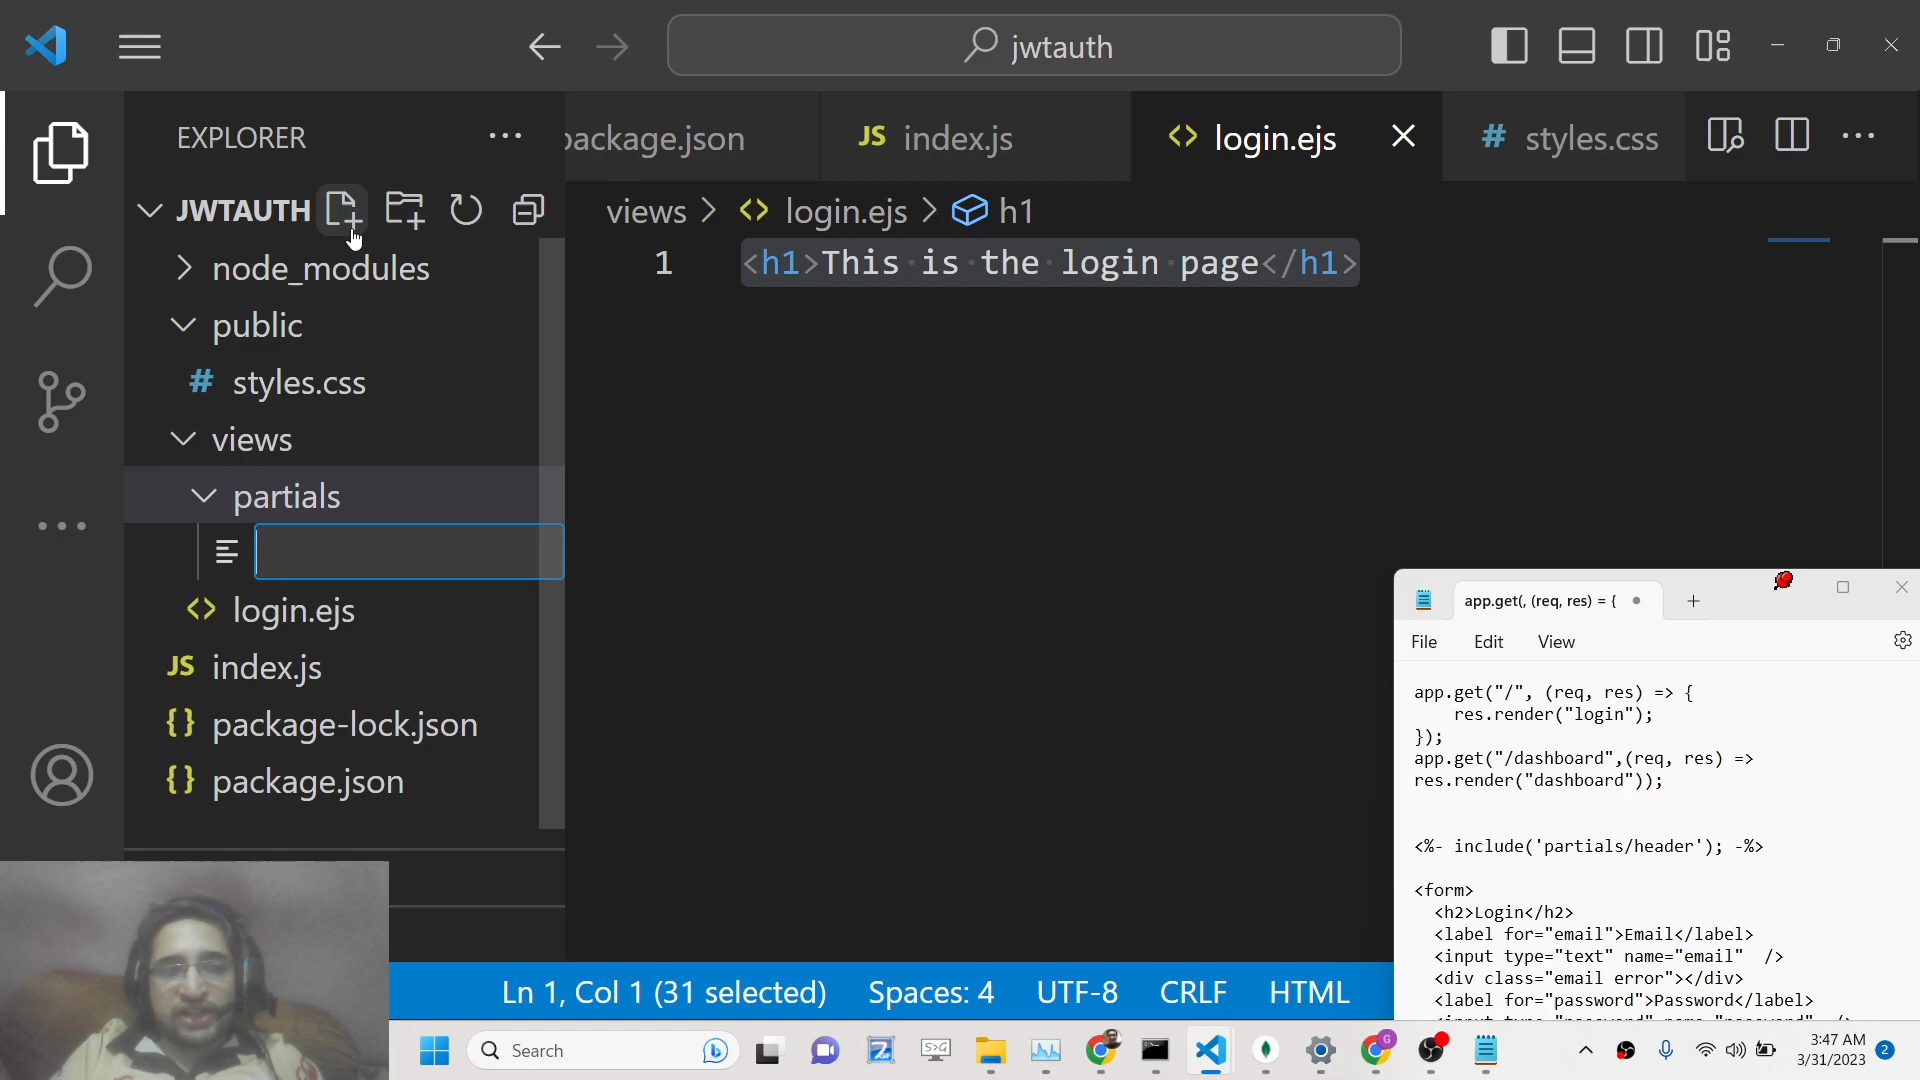 jwtauth
EXPLORER
package.json
JS index.js
<> login.ejs
# styles.css
JWTAUTH
views > <> login.ejs > h1
node_modules
public
# styles.css
views
partials
<> login.ejs
JS index.js
{} package-lock.json
{} package.json
1 <h1>This is the login page</h1>
app.get(, (req, res) = {
File Edit View
app.get("/", (req, res) => {
res.render("login");
});
app.get("/dashboard",(req, res) =>
res.render("dashboard"));
<%- include('partials/header'); -%>
<form>
<h2>Login</h2>
<label for="email">Email</label>
<input type="text" name="email" />
<div class="email error"></div>
<label for="password">Password</label>
Ln 1, Col 1 (31 selected) Spaces: 4 UTF-8 CRLF HTML
Search
S>G
G
3:47 AM
3/31/2023
2